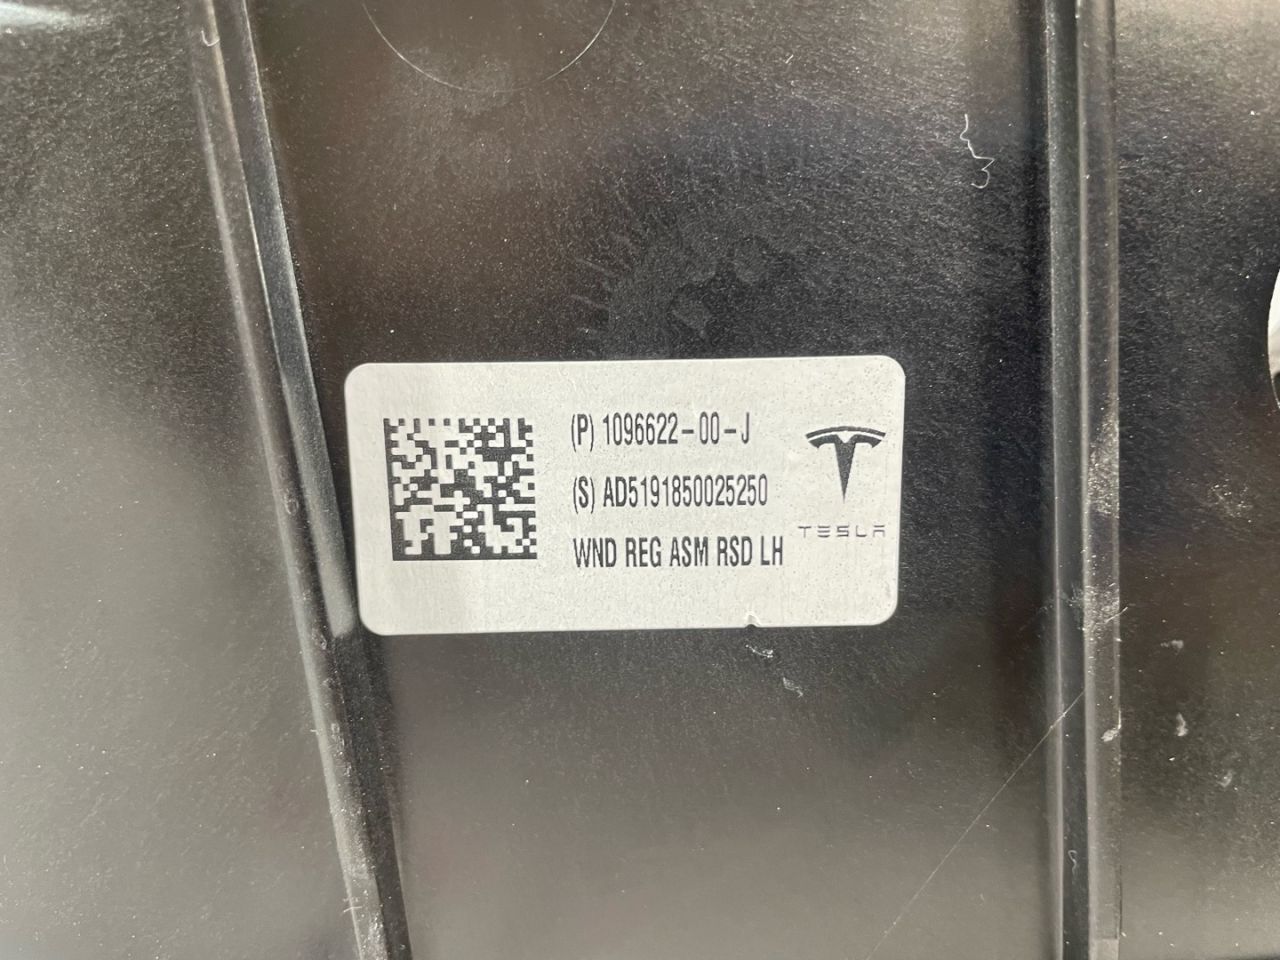 (P) 1096622-00-J
(S) AD5191850025250
WND REG ASM RSD LH
TESLA